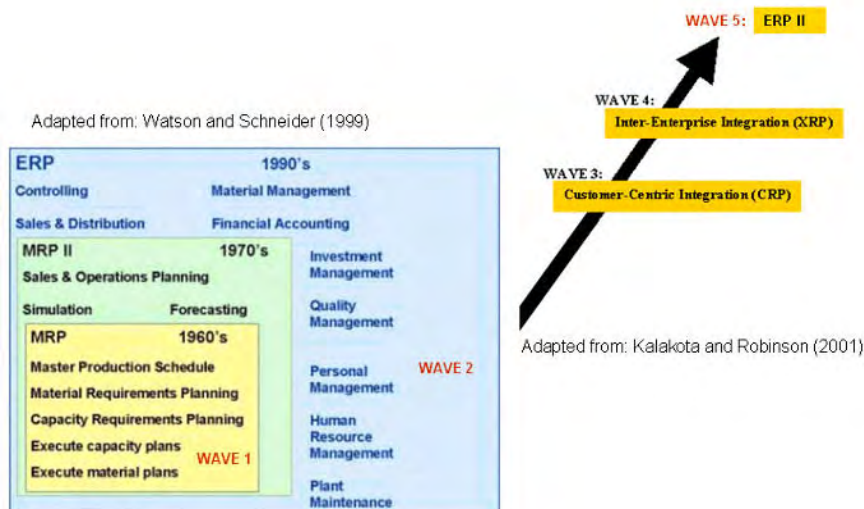 WAVE 5: ERP II
WAVE 4:
Inter-Enterprise Integration (XRP)
WAVE 3:
Customer-Centric Integration (CRP)
Adapted from: Kalakota and Robinson (2001)
Adapted from: Watson and Schneider (1999)
ERP 1990's
Controlling Material Management
Sales & Distribution Financial Accounting
MRP II 1970's
Sales & Operations Planning
Simulation Forecasting
MRP 1960's
Master Production Schedule
Material Requirements Planning
Capacity Requirements Planning
Execute capacity plans
WAVE 1
Execute material plans
Investment
Management
Quality
Management
Personal
Management
WAVE 2
Human
Resource
Management
Plant
Maintenance